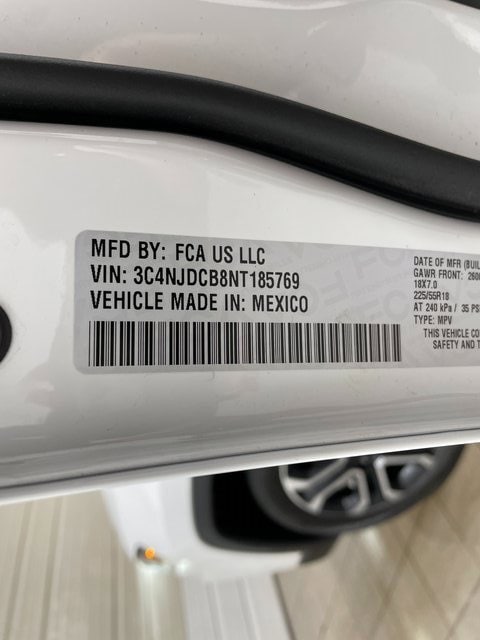 MFD BY: FCA US LLC
VIN: 3C4NJDCB8NT185769
VEHICLE MADE IN: MEXICO
DATE OF MFR
GAWR FRONT:
18X7.0
225/55R18
AT 240 kPa / 35
TYPE: MPV
THIS VEHICLE
SAFETY AND